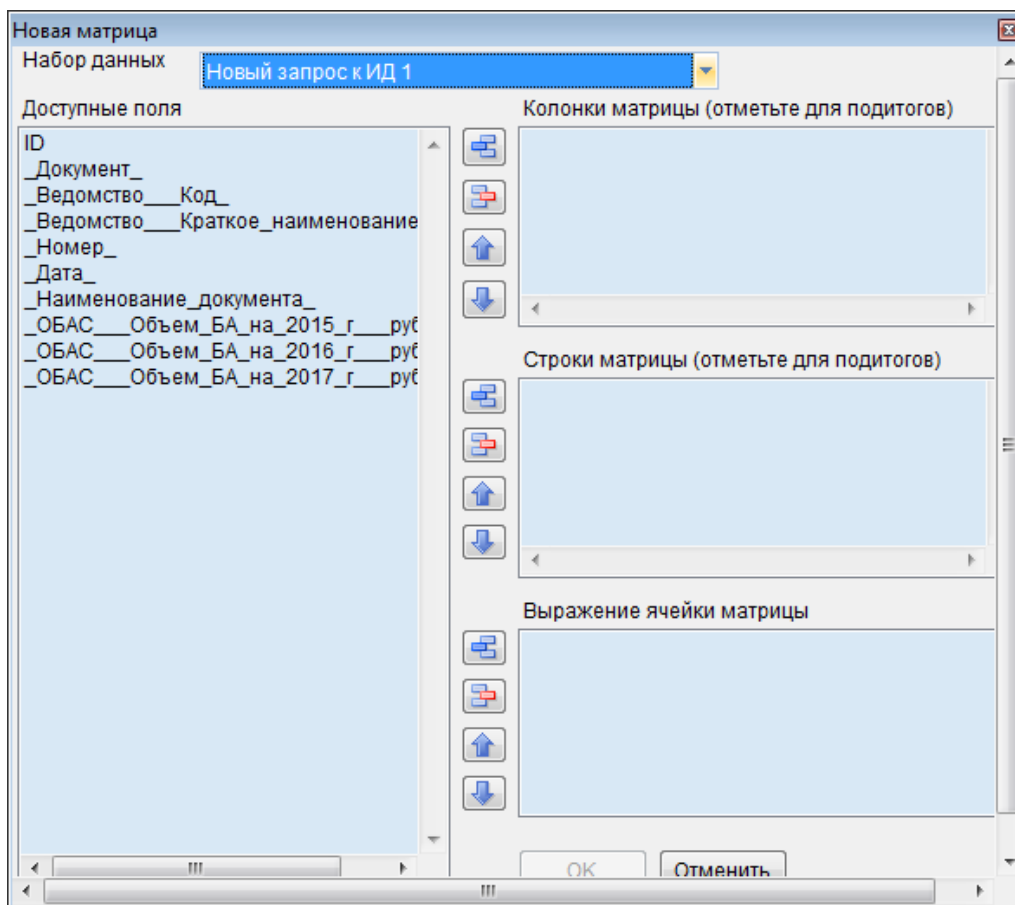 Новая матрица
Набор данных
Новый запрос к ИД 1
Доступные поля
ID
_Документ_
_Ведомство___Код_
_Ведомство___Краткое_наименование
_Номер_
_Дата_
_Наименование_документа_
_ОБАС___Объем_БА_на_2015_г___руб
_ОБАС___Объем_БА_на_2016_г___руб
_ОБАС___Объем_БА_на_2017_г___руб
Колонки матрицы (отметьте для подитогов)
Строки матрицы (отметьте для подитогов)
Выражение ячейки матрицы
OK
Отменить